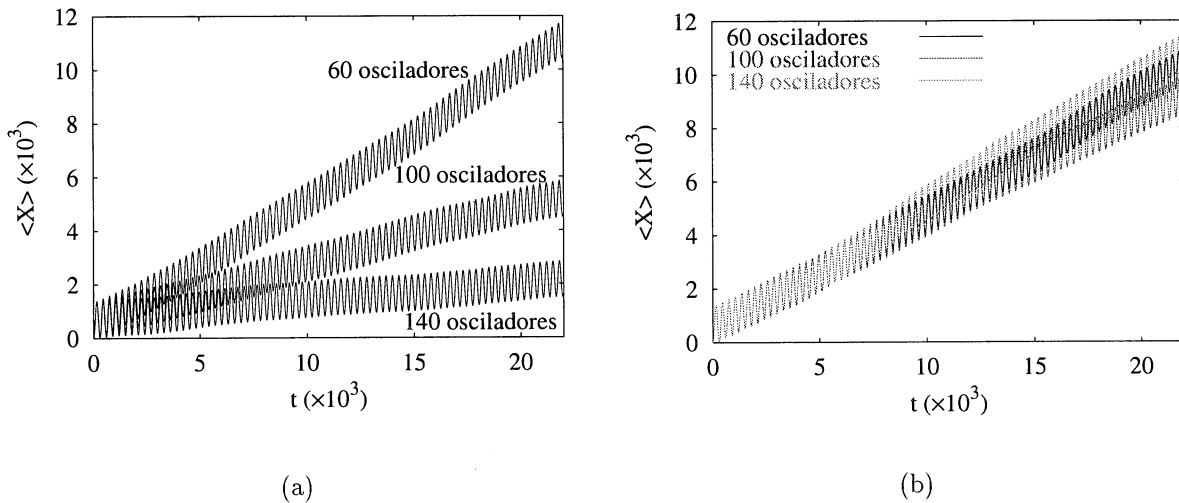 12
10
8
6
4
2
0
<X> (×10³)
60 osciladores
100 osciladores
140 osciladores
0 5 10 15 20
t (×10³)
(a)
12
10
8
6
4
2
0
<X> (×10³)
60 osciladores
100 osciladores
140 osciladores
0 5 10 15 20
t (×10³)
(b)